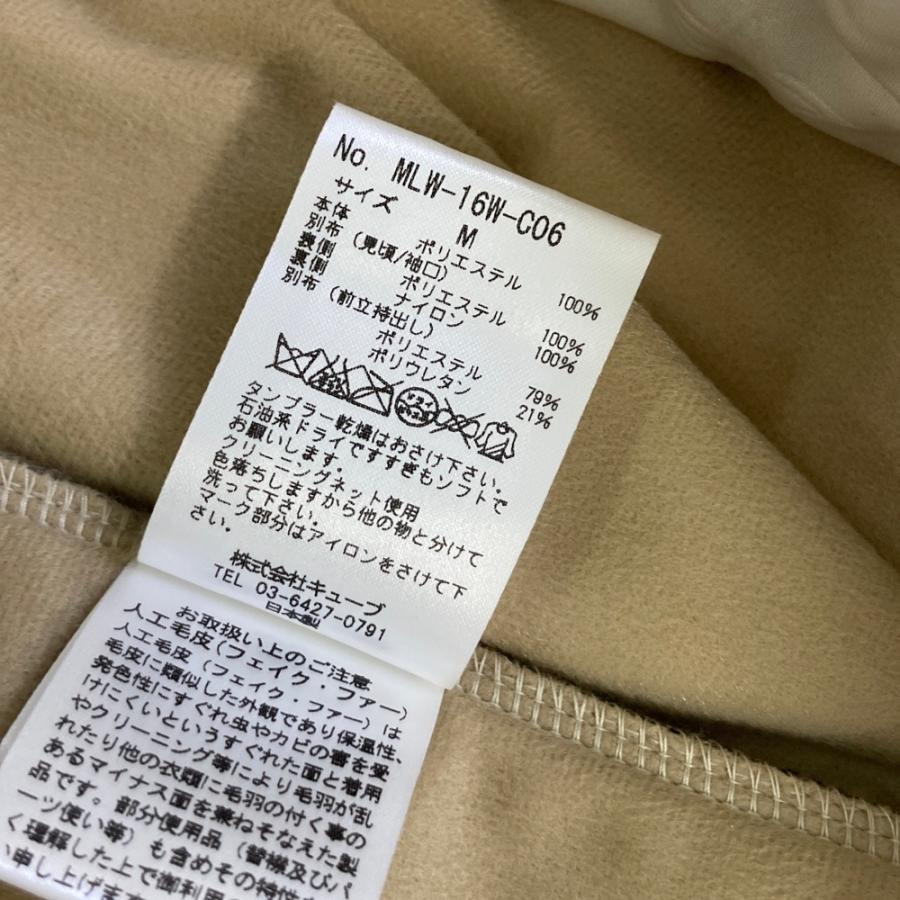 No. MLW-16W-C06
サイズ M
本体 ポリエステル 100%
別布(見頃/袖口)
表側 ポリエステル 100%
裏側 ナイロン 100%
別布(前立持出し)
ポリエステル 79%
ポリウレタン 21%
タンブラー乾燥はおさけ下さい。
石油系ドライですすぎもソフトで
お願いします。
クリーニングネット使用
色落ちしますから他の物と分けて
洗って下さい。
マーク部分はアイロンをさけて下
さい。
株式会社キューブ
TEL 03-6427-0791
日本製
お取扱い上のご注意
人工毛皮(フェイク・ファー)
人工毛皮(フェイク・ファー)は
毛皮に類似した外観であり保温性、
発色性にすぐれ虫やカビの害を受
けにくいというすぐれた面と着用
やクリーニング等により毛羽が乱
れたり他の衣類に毛羽の付く事の
あるマイナス面を兼ねそなえた製
品です。部分使用品(替襟及びパ
ーツ使い等)も含めその特性
く理解した上で御利用
い申し上げます